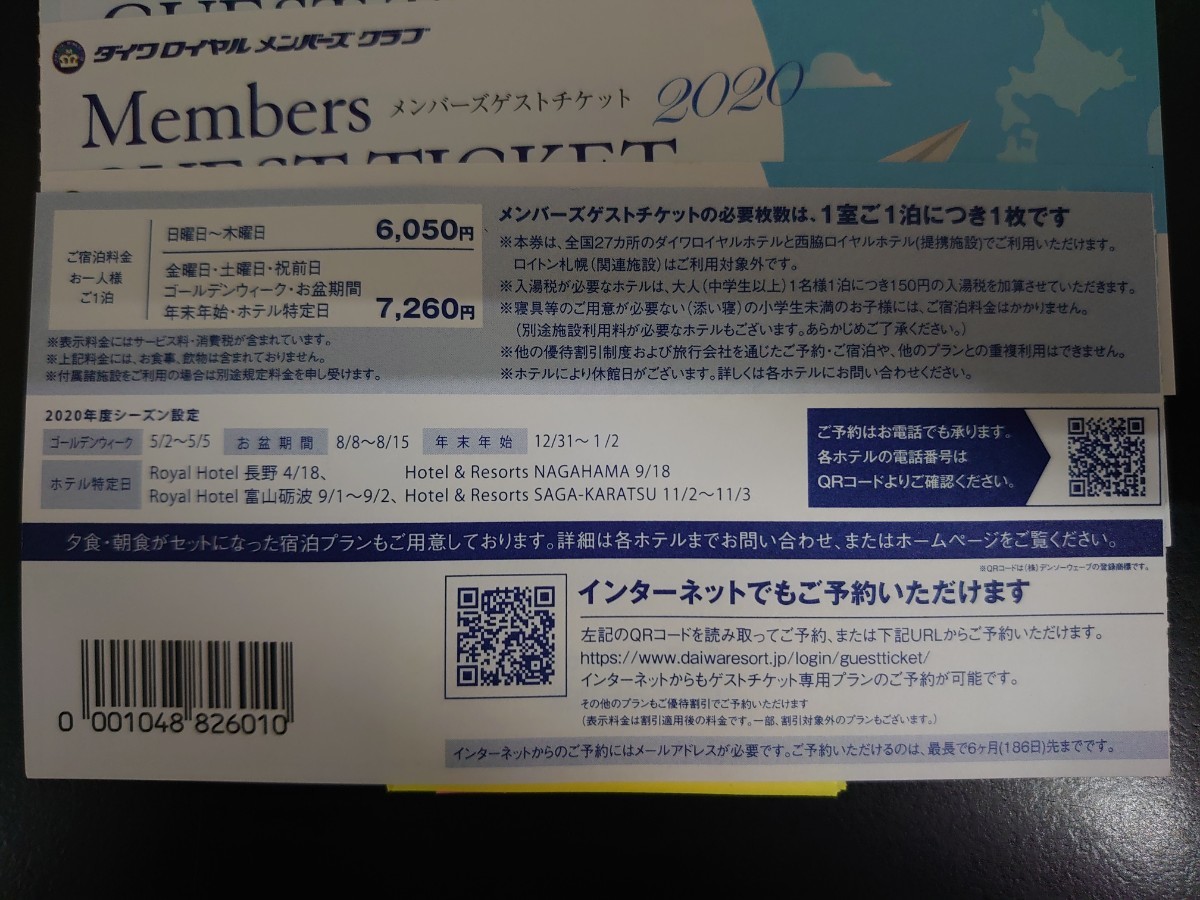 ダイワロイヤル メンバーズクラブ
Members メンバーズゲストチケット 2020
GUEST TICKET
ご宿泊料金
お一人様
ご1泊
日曜日～木曜日 6,050円
金曜日・土曜日・祝前日
ゴールデンウィーク・お盆期間
年末年始・ホテル特定日 7,260円
※表示料金にはサービス料・消費税が含まれています。
※上記料金には、お食事、飲物は含まれておりません。
※付属諸施設をご利用の場合は別途規定料金を申し受けます。
メンバーズゲストチケットの必要枚数は、1室ご1泊につき1枚です
※本券は、全国27カ所のダイワロイヤルホテルと西脇ロイヤルホテル(提携施設)でご利用いただけます。
ロイトン札幌(関連施設)はご利用対象外です。
※入湯税が必要なホテルは、大人(中学生以上)1名様1泊につき150円の入湯税を加算させていただきます。
※寝具等のご用意が必要ない(添い寝)の小学生未満のお子様には、ご宿泊料金はかかりません。
(別途施設利用料が必要なホテルもございます。あらかじめご了承ください。)
※他の優待割引制度および旅行会社を通じたご予約・ご宿泊や、他のプランとの重複利用はできません。
※ホテルにより休館日がございます。詳しくは各ホテルにお問い合わせください。
2020年度シーズン設定
ゴールデンウィーク 5/2～5/5 お盆期間 8/8～8/15 年末年始 12/31～1/2
ホテル特定日
Royal Hotel 長野 4/18、 Hotel & Resorts NAGAHAMA 9/18
Royal Hotel 富山砺波 9/1～9/2、Hotel & Resorts SAGA-KARATSU 11/2～11/3
ご予約はお電話でも承ります。
各ホテルの電話番号は
QRコードよりご確認ください。
夕食・朝食がセットになった宿泊プランもご用意しております。詳細は各ホテルまでお問い合わせ、またはホームページをご覧ください。
※QRコードは(株)デンソーウェーブの登録商標です。
インターネットでもご予約いただけます
左記のQRコードを読み取ってご予約、または下記URLからご予約いただけます。
https://www.daiwaresort.jp/login/guestticket/
インターネットからもゲストチケット専用プランのご予約が可能です。
その他のプランもご優待割引でご予約いただけます
(表示料金は割引適用後の料金です。一部、割引対象外のプランもございます。)
インターネットからのご予約にはメールアドレスが必要です。ご予約いただけるのは、最長で6ヶ月(186日)先までです。
0 001048 826010